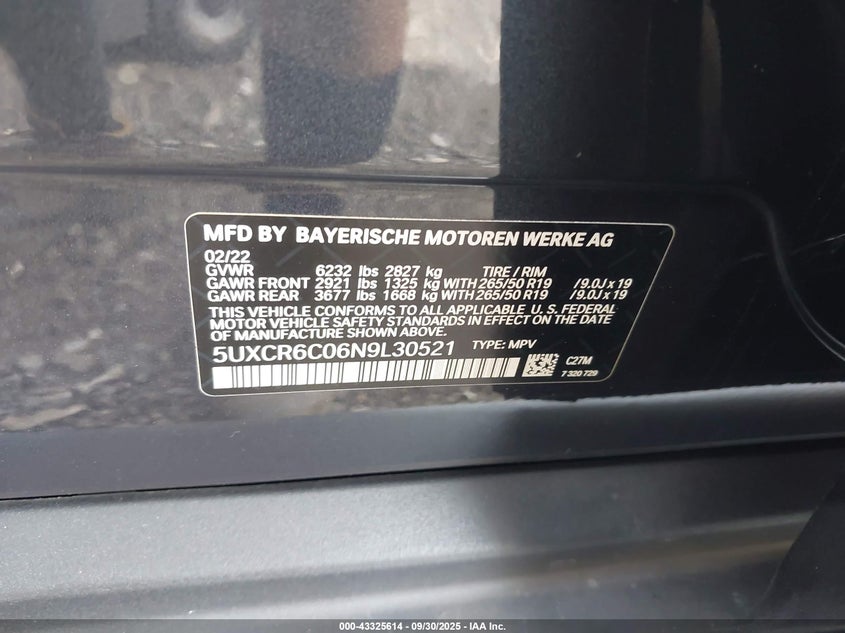 MFD BY BAYERISCHE MOTOREN WERKE AG
02/22
GVWR 6232 lbs 2827 kg TIRE / RIM
GAWR FRONT 2921 lbs 1325 kg WITH 265/50 R19 /9.0J x 19
GAWR REAR 3677 lbs 1668 kg WITH 265/50 R19 /9.0J x 19
THIS VEHICLE CONFORMS TO ALL APPLICABLE U.S. FEDERAL
MOTOR VEHICLE SAFETY STANDARDS IN EFFECT ON THE DATE
OF MANUFACTURE SHOWN ABOVE.
5UXCR6C06N9L30521 TYPE: MPV
C27M
7 320 729
000-43325614 - 09/30/2025 - IAA Inc.